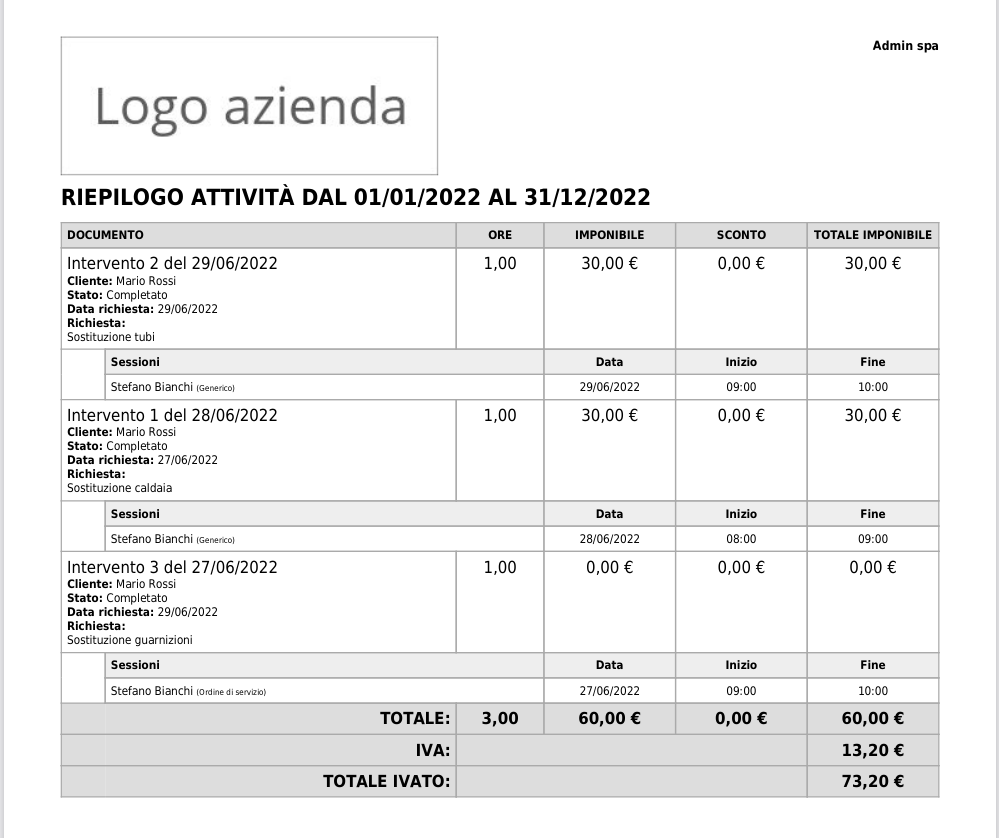 Logo azienda
Admin spa
RIEPILOGO ATTIVITÀ DAL 01/01/2022 AL 31/12/2022
DOCUMENTO ORE IMPONIBILE SCONTO TOTALE IMPONIBILE
Intervento 2 del 29/06/2022 1,00 30,00 € 0,00 € 30,00 €
Cliente: Mario Rossi
Stato: Completato
Data richiesta: 29/06/2022
Richiesta:
Sostituzione tubi
Sessioni Data Inizio Fine
Stefano Bianchi (Generico) 29/06/2022 09:00 10:00
Intervento 1 del 28/06/2022 1,00 30,00 € 0,00 € 30,00 €
Cliente: Mario Rossi
Stato: Completato
Data richiesta: 27/06/2022
Richiesta:
Sostituzione caldaia
Sessioni Data Inizio Fine
Stefano Bianchi (Generico) 28/06/2022 08:00 09:00
Intervento 3 del 27/06/2022 1,00 0,00 € 0,00 € 0,00 €
Cliente: Mario Rossi
Stato: Completato
Data richiesta: 29/06/2022
Richiesta:
Sostituzione guarnizioni
Sessioni Data Inizio Fine
Stefano Bianchi (Ordine di servizio) 27/06/2022 09:00 10:00
TOTALE: 3,00 60,00 € 0,00 € 60,00 €
IVA: 13,20 €
TOTALE IVATO: 73,20 €